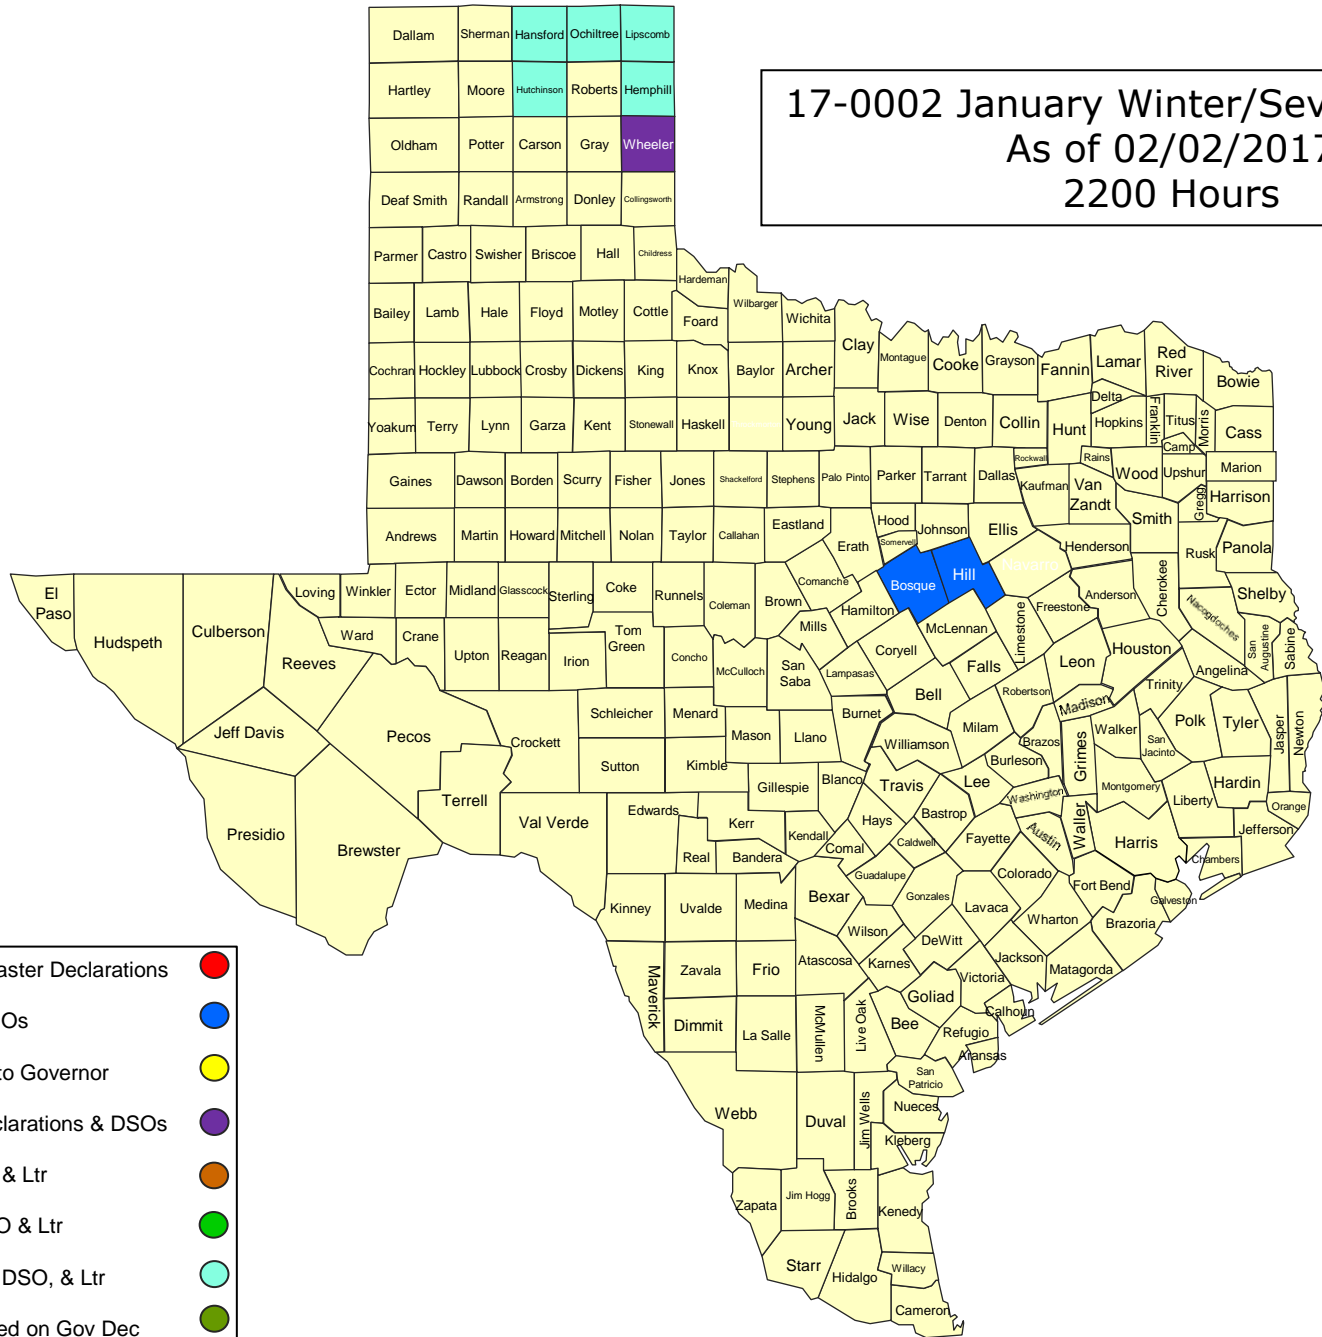 Dallam Sherman Hansford Ochiltree Lipscomb
Hartley Moore Hutchinson Roberts Hemphill
17-0002 January Winter/Sev
As of 02/02/2017
2200 Hours
Oldham Potter Carson Gray Wheeler
Deaf Smith Randall Armstrong Donley Collingsworth
Parmer Castro Swisher Briscoe Hall Childress
Hardeman
Bailey Lamb Hale Floyd Motley Cottle Foard Wilbarger Wichita
Clay Montague Cooke Grayson Fannin Lamar Red River Bowie
Cochran Hockley Lubbock Crosby Dickens King Knox Baylor Archer
Delta
Yoakum Terry Lynn Garza Kent Stonewall Haskell Young Jack Wise Denton Collin Hunt Hopkins Franklin Titus Morris Cass
Camp
Rockwall Rains
Gaines Dawson Borden Scurry Fisher Jones Shackelford Stephens Palo Pinto Parker Tarrant Dallas Kaufman Van Zandt Wood Upshur Marion
Gregg Harrison
Andrews Martin Howard Mitchell Nolan Taylor Callahan Eastland Erath Hood Johnson Ellis Smith
Somervell Henderson Rusk Panola
Navarro
El Paso Hudspeth Culberson Loving Winkler Ector Midland Glasscock Sterling Coke Runnels Coleman Brown Comanche Bosque Hill
Hamilton Freestone Anderson Cherokee Nacogdoches Shelby
Reeves Ward Crane Upton Reagan Irion Tom Green Concho McCulloch San Saba Mills McLennan Limestone
Coryell Lampasas Falls Leon Houston Angelina San Augustine Sabine
Bell Robertson Madison Trinity
Jeff Davis Pecos Crockett Schleicher Menard Mason Llano Burnet Milam
Williamson Brazos Grimes Walker San Jacinto Polk Tyler Jasper Newton
Sutton Kimble Gillespie Blanco Travis Lee Burleson Washington Montgomery Liberty Hardin Orange
Presidio Brewster Terrell Val Verde Edwards Kerr Kendall Hays Bastrop
Real Bandera Comal Caldwell Fayette Austin Waller Harris Jefferson
Chambers
Guadalupe Colorado Fort Bend Galveston
Kinney Uvalde Medina Bexar Gonzales Lavaca Wharton Brazoria
Wilson DeWitt Jackson Matagorda
Maverick Zavala Frio Atascosa Karnes Victoria
Goliad Calhoun
Dimmit La Salle McMullen Live Oak Bee Refugio
Aransas
San Patricio
Webb Duval Jim Wells Nueces
Kleberg
Zapata Jim Hogg Brooks Kenedy
Starr Hidalgo Willacy
Cameron
aster Declarations
Os
to Governor
clarations & DSOs
& Ltr
O & Ltr
DSO, & Ltr
ed on Gov Dec